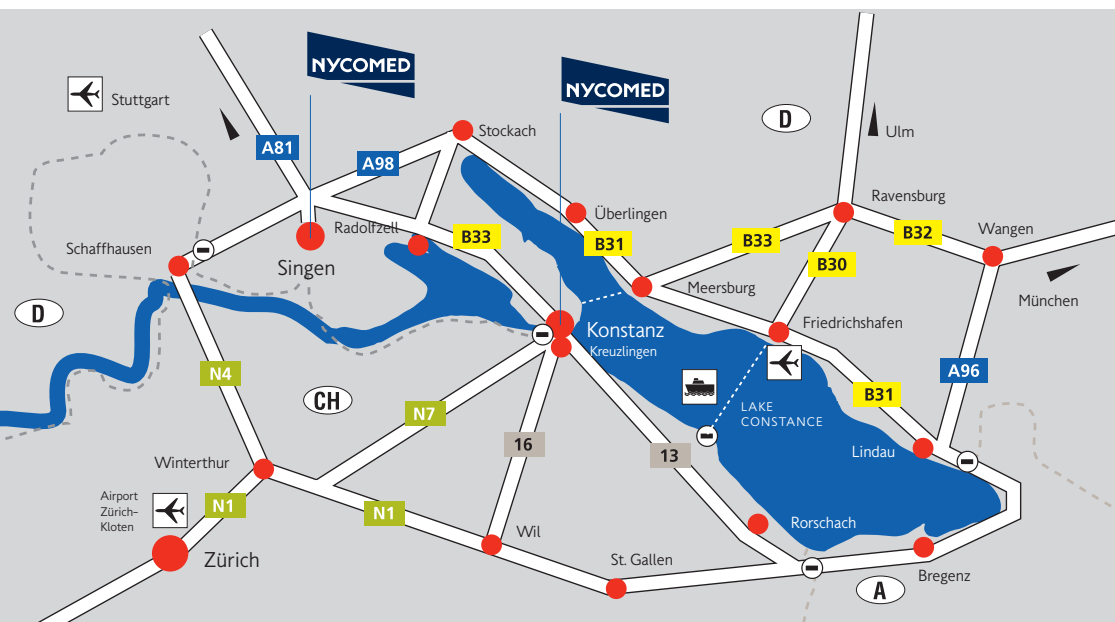 NYCOMED
NYCOMED
Stuttgart
D
Ulm
Stockach
A81
A98
Ravensburg
Überlingen
Radolfzell
B33
B31
B33
B32
Wangen
Schaffhausen
Singen
B30
München
Meersburg
D
Konstanz
Friedrichshafen
Kreuzlingen
N4
A96
CH
N7
LAKE
CONSTANCE
B31
16
13
Lindau
Winterthur
Airport
Zürich-
Kloten
N1
N1
Rorschach
Wil
Zürich
St. Gallen
Bregenz
A